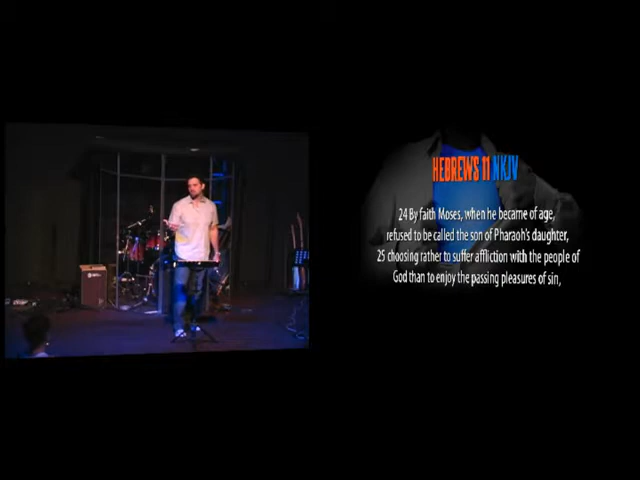 HEBREWS 11 NKJV
24 By faith Moses, when he became of age,
refused to be called the son of Pharaoh's daughter,
25 choosing rather to suffer affliction with the people of
God than to enjoy the passing pleasures of sin,